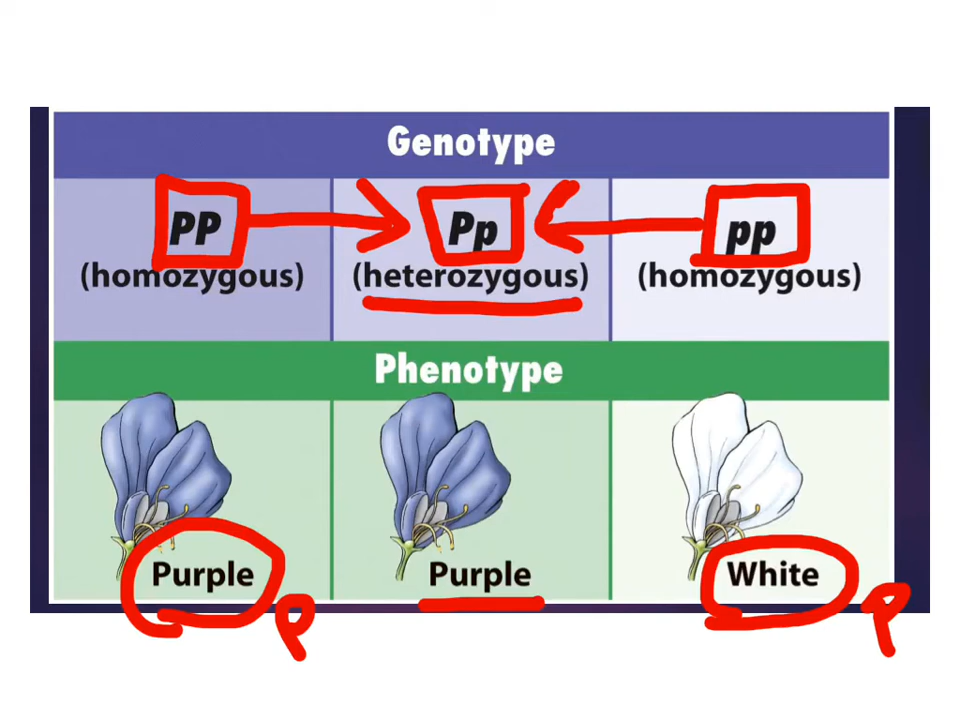 Genotype
PP Pp pp
(homozygous) (heterozygous) (homozygous)
Phenotype
Purple Purple White
P P